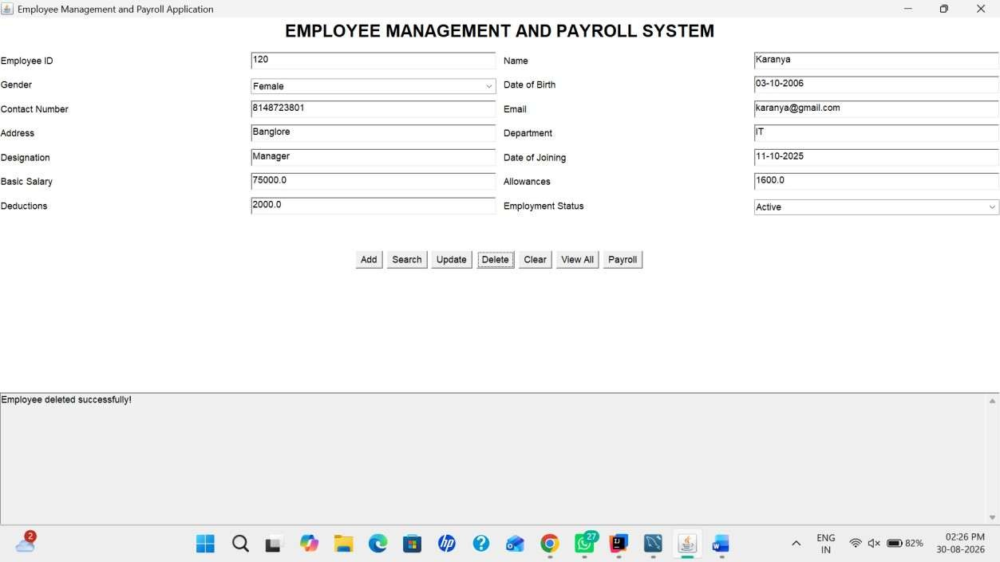 Employee Management and Payroll Application
EMPLOYEE MANAGEMENT AND PAYROLL SYSTEM
Employee ID 120 Name Karanya
Gender Female Date of Birth 03-10-2006
Contact Number 8148723801 Email karanya@gmail.com
Address Banglore Department IT
Designation Manager Date of Joining 11-10-2025
Basic Salary 75000.0 Allowances 1600.0
Deductions 2000.0 Employment Status Active
Add Search Update Delete Clear View All Payroll
Employee deleted successfully!
2 hp 27 ENG 82% 02:26 PM
IN 30-08-2026